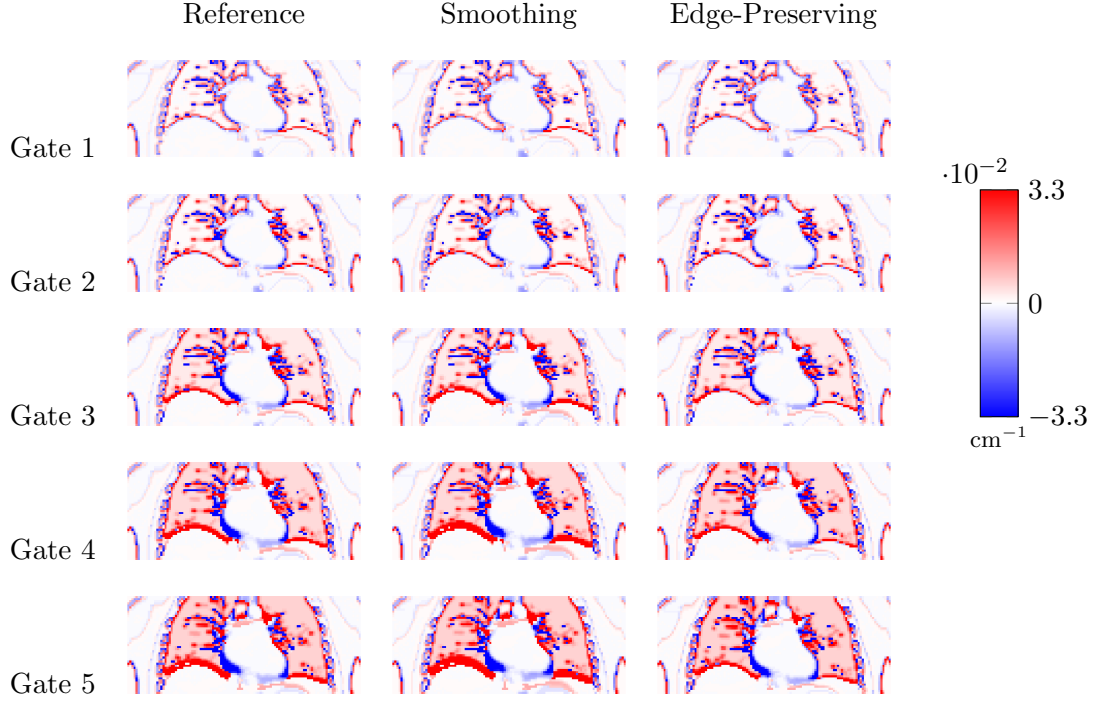 Reference Smoothing Edge-Preserving
Gate 1
Gate 2
Gate 3
Gate 4
Gate 5
·10⁻²
3.3
0
−3.3
cm⁻¹